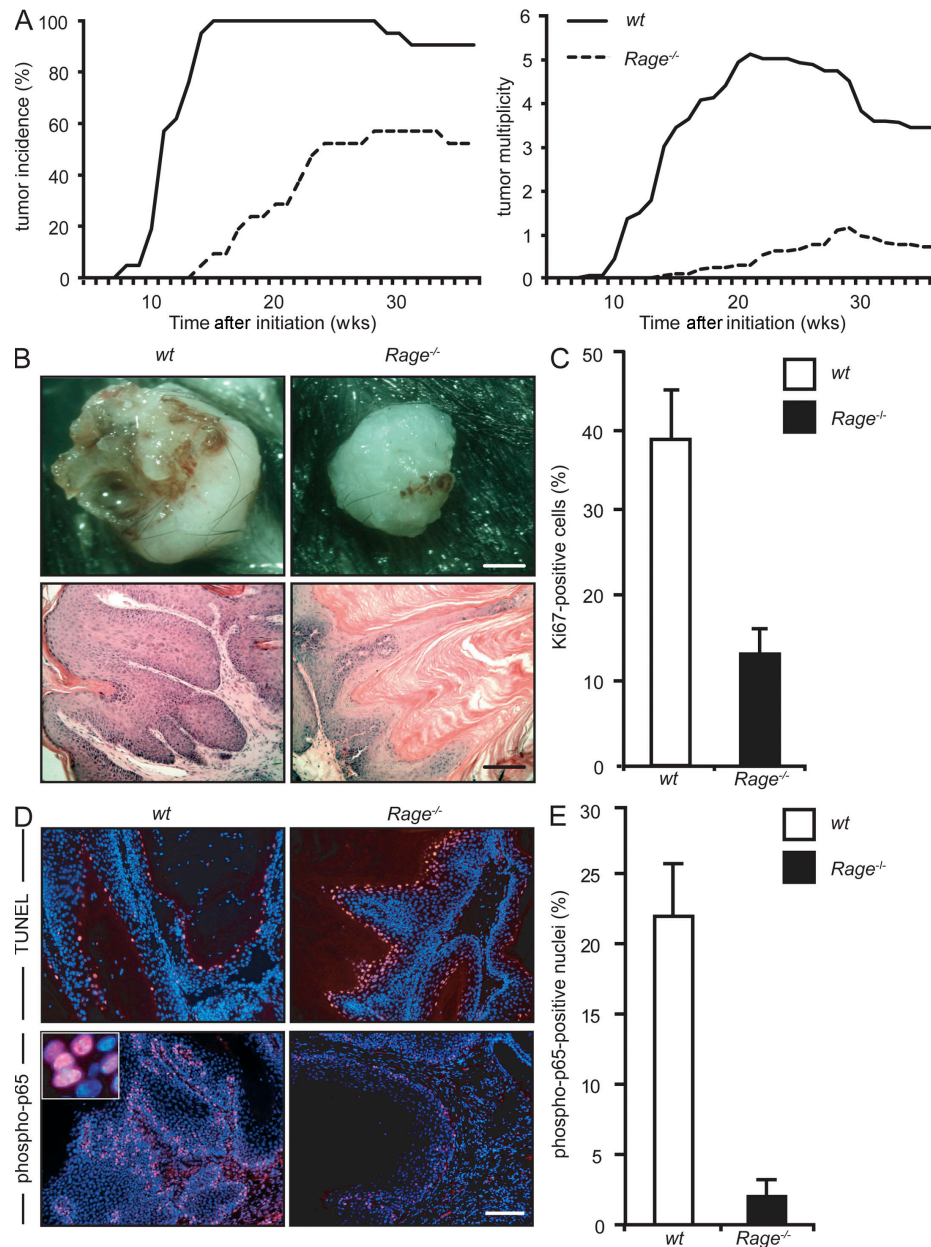 A
tumor incidence (%)
100
80
60
40
20
0
10 20 30
Time after initiation (wks)
wt
Rage-/-
tumor multiplicity
6
5
4
3
2
1
0
10 20 30
Time after initiation (wks)
B
wt Rage-/-
C
Ki67-positive cells (%)
50
40
30
20
10
0
wt Rage-/-
wt
Rage-/-
D
wt Rage-/-
TUNEL
phospho-p65
E
phospho-p65-positive nuclei (%)
30
25
20
15
10
5
0
wt Rage-/-
wt
Rage-/-